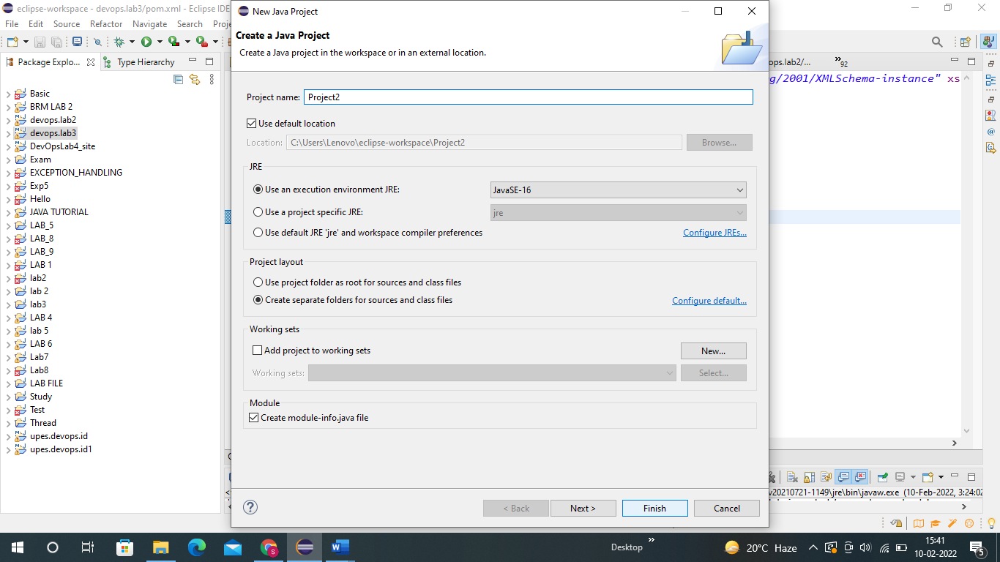 eclipse-workspace - devops.lab3/pom.xml - Eclipse IDE
File Edit Source Refactor Navigate Search Proje
Package Explo... Type Hierarchy
Basic
BRM LAB 2
devops.lab2
devops.lab3
DevOpsLab4_site
Exam
EXCEPTION_HANDLING
Exp5
Hello
JAVA TUTORIAL
LAB_5
LAB_8
LAB_9
LAB 1
lab2
lab 2
lab3
LAB 4
lab 5
LAB 6
Lab7
Lab8
LAB FILE
Study
Test
Thread
upes.devops.id
upes.devops.id1
New Java Project
Create a Java Project
Create a Java project in the workspace or in an external location.
Project name: Project2
Use default location
Location: C:\Users\Lenovo\eclipse-workspace\Project2 Browse...
JRE
Use an execution environment JRE: JavaSE-16
Use a project specific JRE: jre
Use default JRE 'jre' and workspace compiler preferences Configure JREs...
Project layout
Use project folder as root for sources and class files
Create separate folders for sources and class files Configure default...
Working sets
Add project to working sets New...
Working sets: Select...
Module
Create module-info.java file
? < Back Next > Finish Cancel
ops.lab2/... »92
g/2001/XMLSchema-instance" xs
v20210721-1149\jre\bin\javaw.exe (10-Feb-2022, 3:24:02
Desktop » 20°C Haze 15:41
10-02-2022 5